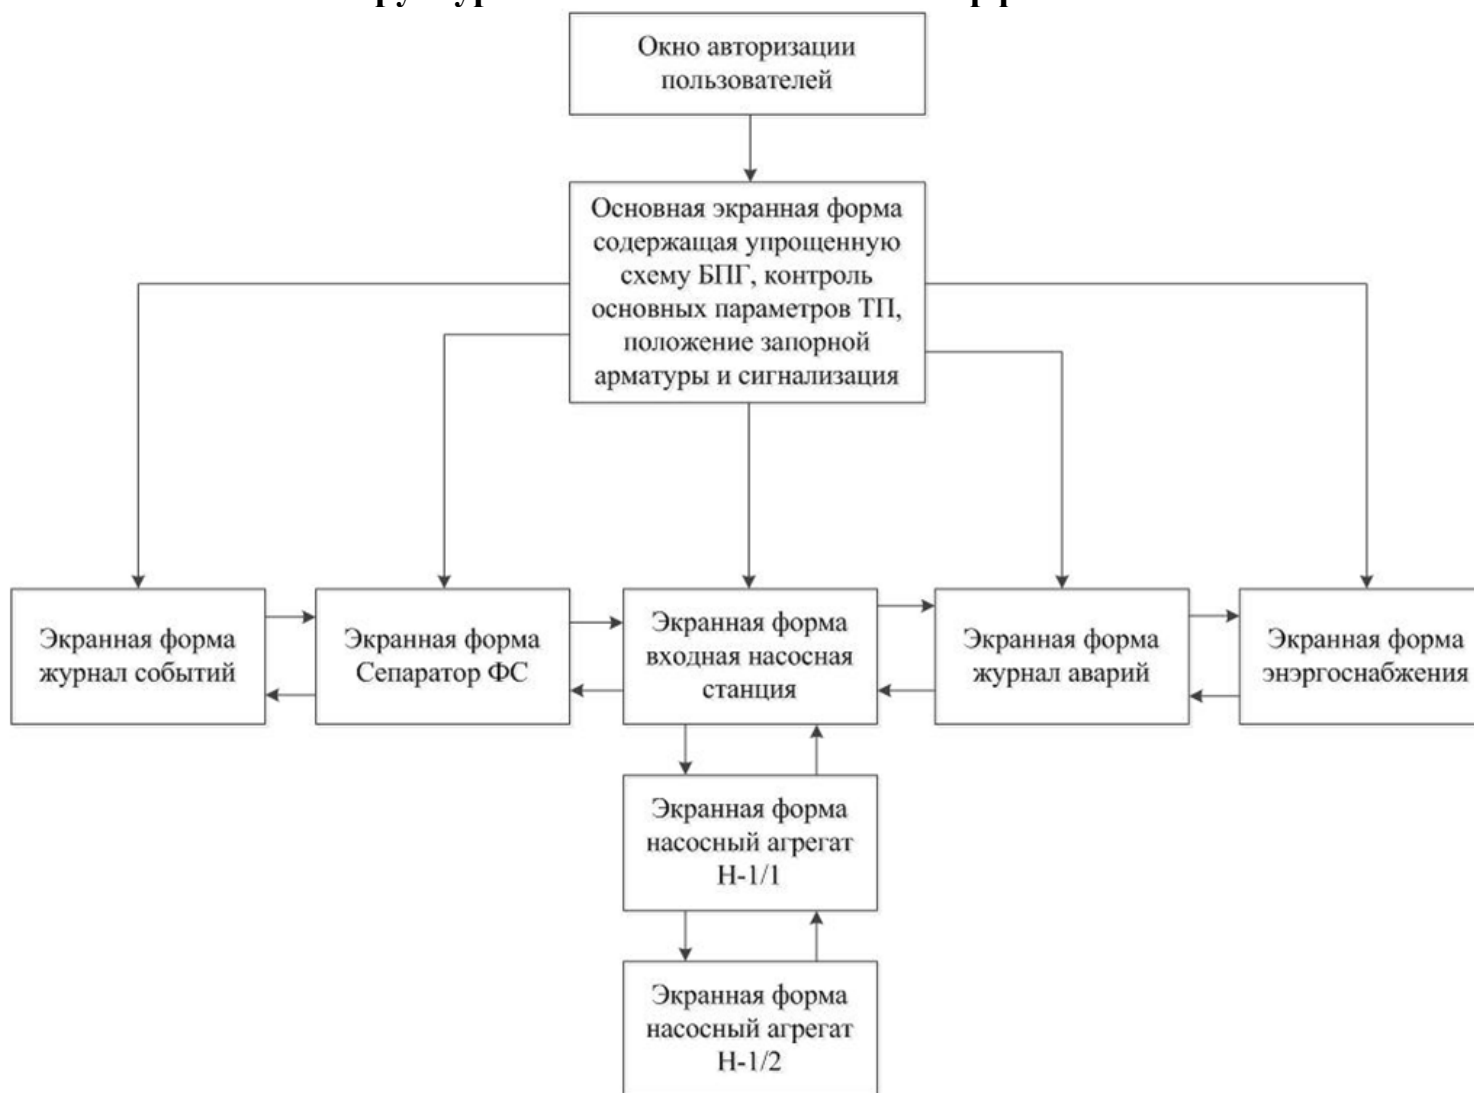 Окно авторизации
пользователей
Основная экранная форма
содержащая упрощенную
схему БПГ, контроль
основных параметров ТП,
положение запорной
арматуры и сигнализация
Экранная форма
журнал событий
Экранная форма
Сепаратор ФС
Экранная форма
входная насосная
станция
Экранная форма
журнал аварий
Экранная форма
энэргоснабжения
Экранная форма
насосный агрегат
Н-1/1
Экранная форма
насосный агрегат
Н-1/2